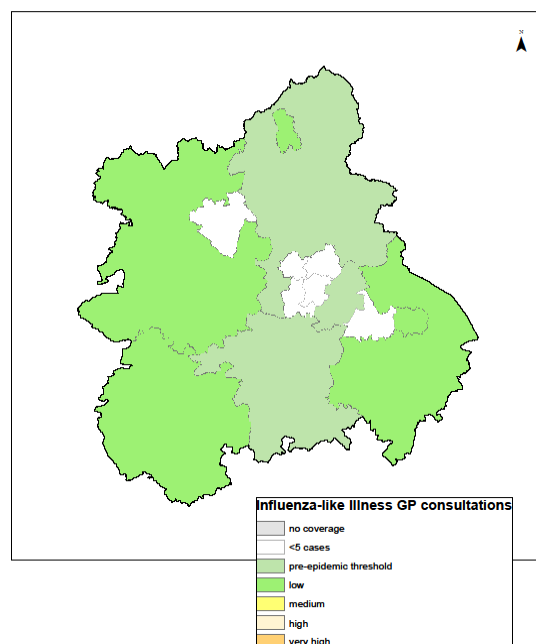 N
Influenza-like Illness GP consultations
no coverage
<5 cases
pre-epidemic threshold
low
medium
high
very high